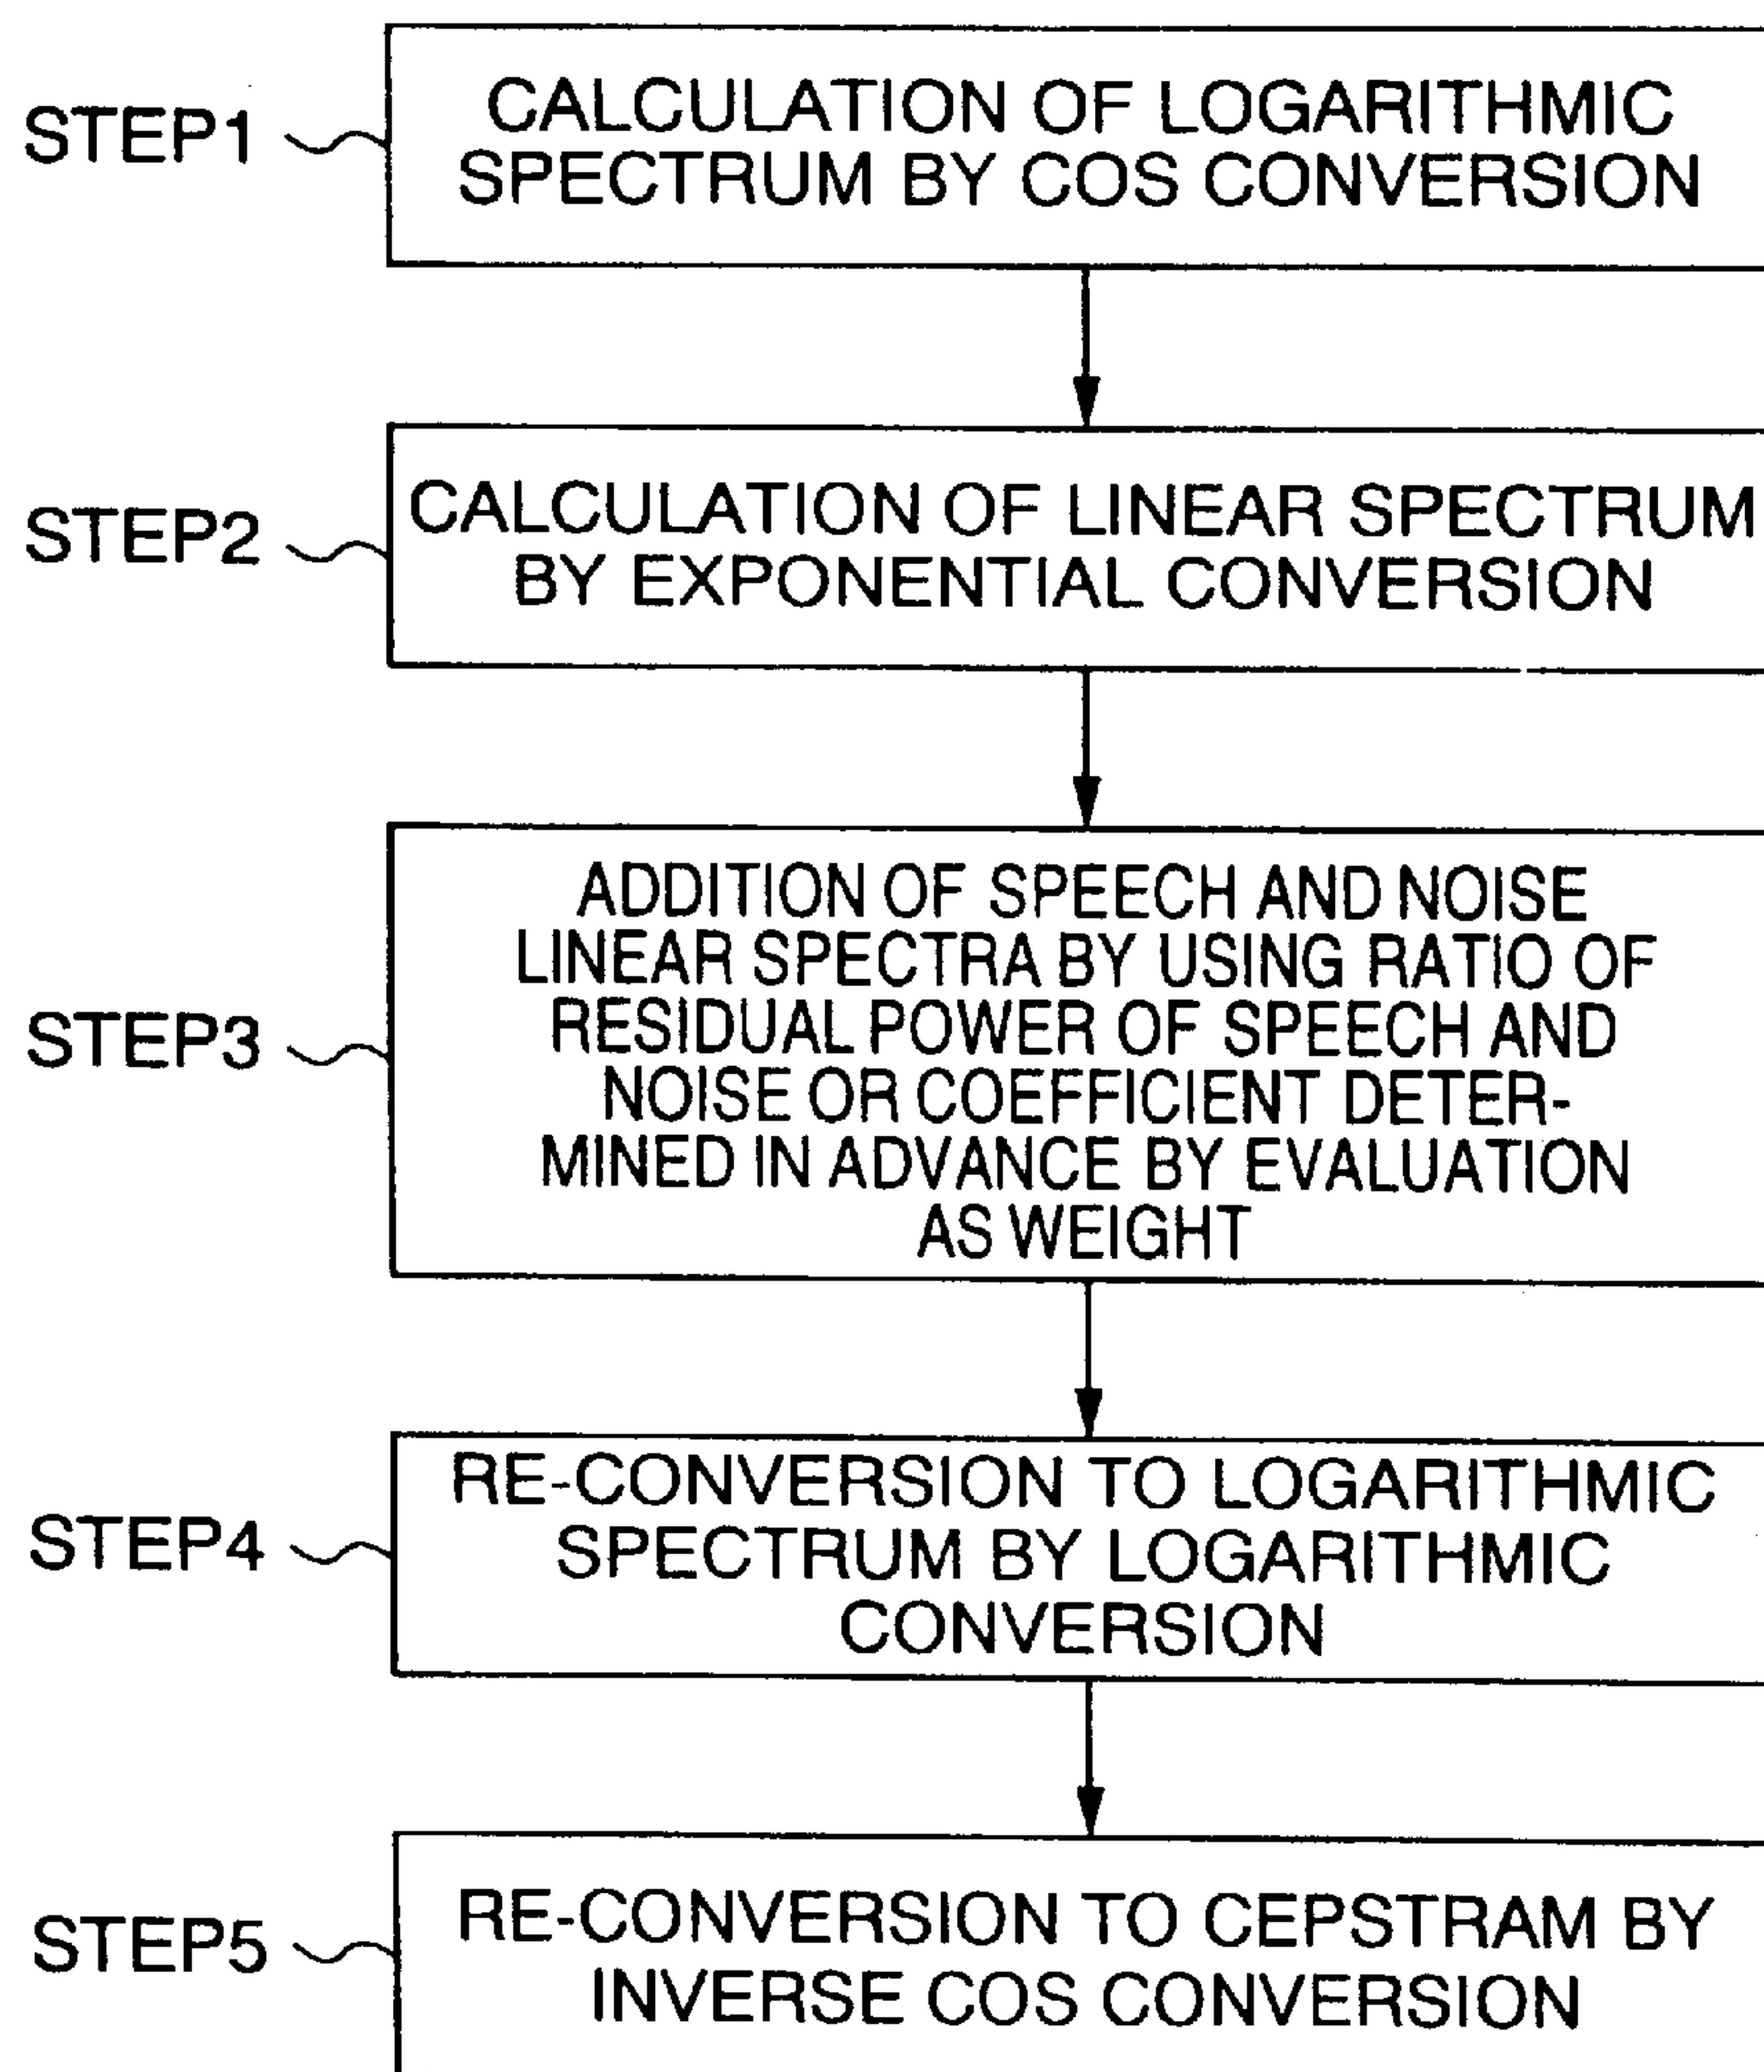 STEP1
CALCULATION OF LOGARITHMIC
SPECTRUM BY COS CONVERSION
STEP2
CALCULATION OF LINEAR SPECTRUM
BY EXPONENTIAL CONVERSION
STEP3
ADDITION OF SPEECH AND NOISE
LINEAR SPECTRA BY USING RATIO OF
RESIDUAL POWER OF SPEECH AND
NOISE OR COEFFICIENT DETER-
MINED IN ADVANCE BY EVALUATION
AS WEIGHT
STEP4
RE-CONVERSION TO LOGARITHMIC
SPECTRUM BY LOGARITHMIC
CONVERSION
STEP5
RE-CONVERSION TO CEPSTRAM BY
INVERSE COS CONVERSION